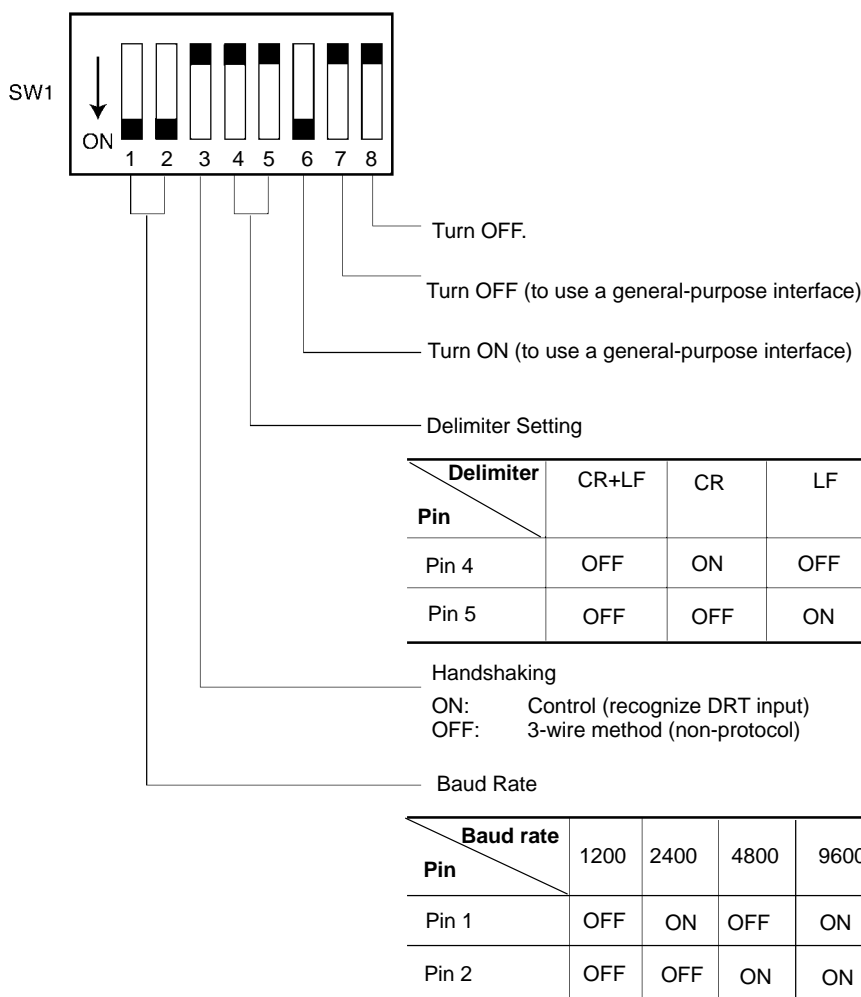 SW1
ON
1 2 3 4 5 6 7 8
Turn OFF.
Turn OFF (to use a general-purpose interface)
Turn ON (to use a general-purpose interface)
Delimiter Setting
Delimiter CR+LF CR LF
Pin
Pin 4 OFF ON OFF
Pin 5 OFF OFF ON
Handshaking
ON: Control (recognize DRT input)
OFF: 3-wire method (non-protocol)
Baud Rate
Baud rate
Pin 1200 2400 4800 9600
Pin 1 OFF ON OFF ON
Pin 2 OFF OFF ON ON